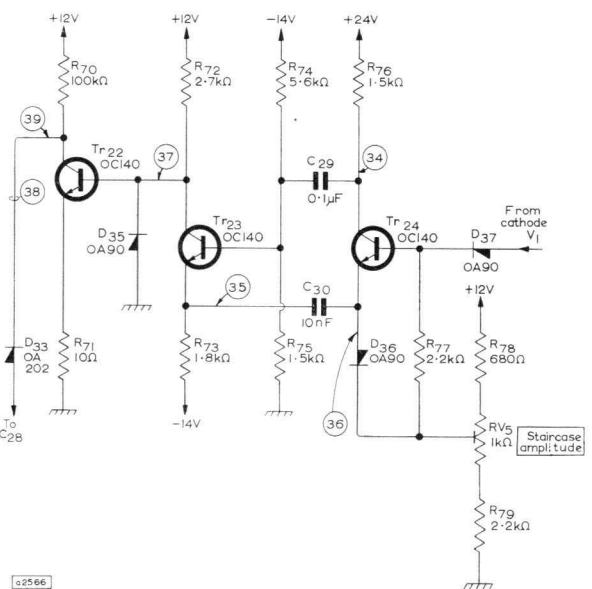 +12V
+12V
-14V
+24V
R70
100kΩ
R72
2·7kΩ
R74
5·6kΩ
R76
1·5kΩ
39
Tr22
OC140
37
C29
0·1μF
34
38
Tr23
OC140
Tr24
OC140
From
cathode
V1
D37
OA90
D35
OA90
+12V
35
C30
10nF
D33
OA
202
R71
10Ω
R73
1·8kΩ
R75
1·5kΩ
D36
OA90
R77
2·2kΩ
R78
680Ω
36
To
C28
-14V
RV5
1kΩ
Staircase
amplitude
R79
2·2kΩ
a2566